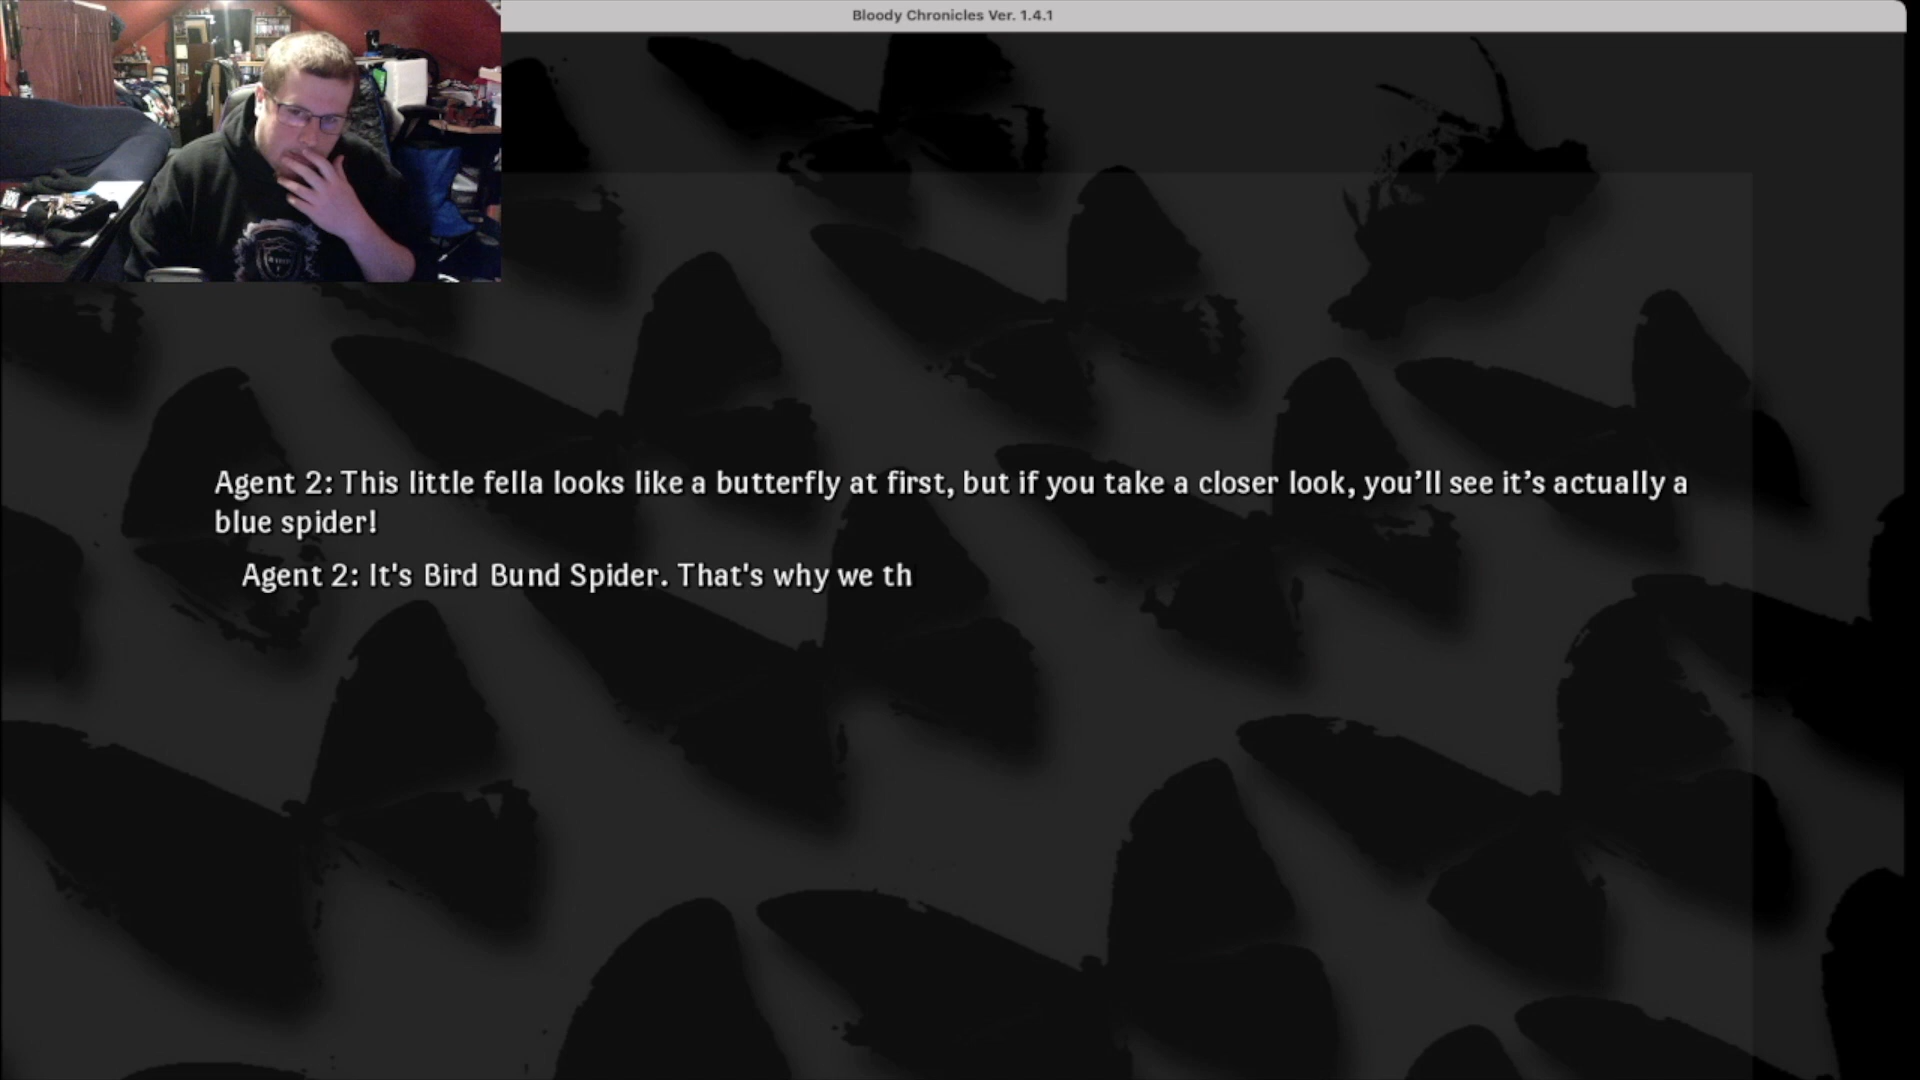 Bloody Chronicles Ver. 1.4.1
Agent 2: This little fella looks like a butterfly at first, but if you take a closer look, you’ll see it’s actually a
blue spider!
Agent 2: It's Bird Bund Spider. That's why we th